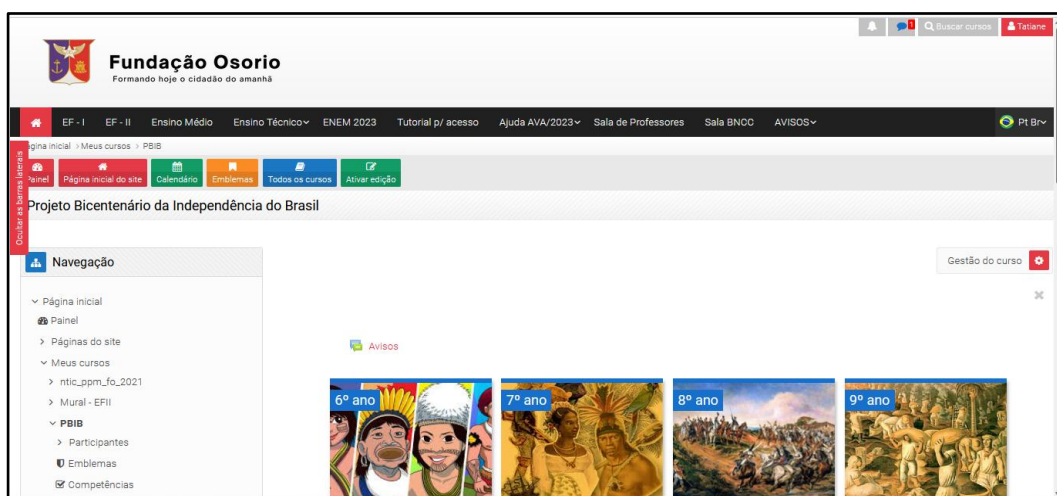 1 Buscar cursos Tatiane
Fundação Osorio
Formando hoje o cidadão do amanhã
EF - I EF - II Ensino Médio Ensino Técnico ENEM 2023 Tutorial p/ acesso Ajuda AVA/2023 Sala de Professores Sala BNCC AVISOS Pt Br
ágina inicial > Meus cursos > PBIB
Painel Página inicial do site Calendário Emblemas Todos os cursos Ativar edição
Ocultar as barras laterais
Projeto Bicentenário da Independência do Brasil
Navegação
Gestão do curso
Página inicial
Painel
Páginas do site
Meus cursos
ntic_ppm_fo_2021
Mural - EFII
PBIB
Participantes
Emblemas
Competências
Avisos
6º ano 7º ano 8º ano 9º ano